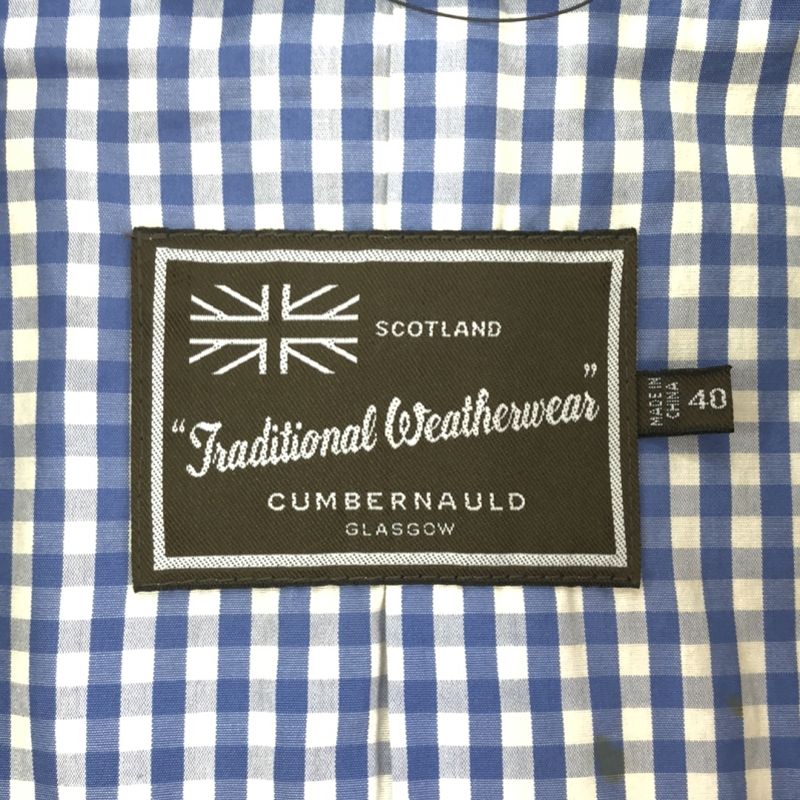 SCOTLAND
"Traditional Weatherwear"
CUMBERNAULD
GLASGOW
MADE IN
CHINA
40